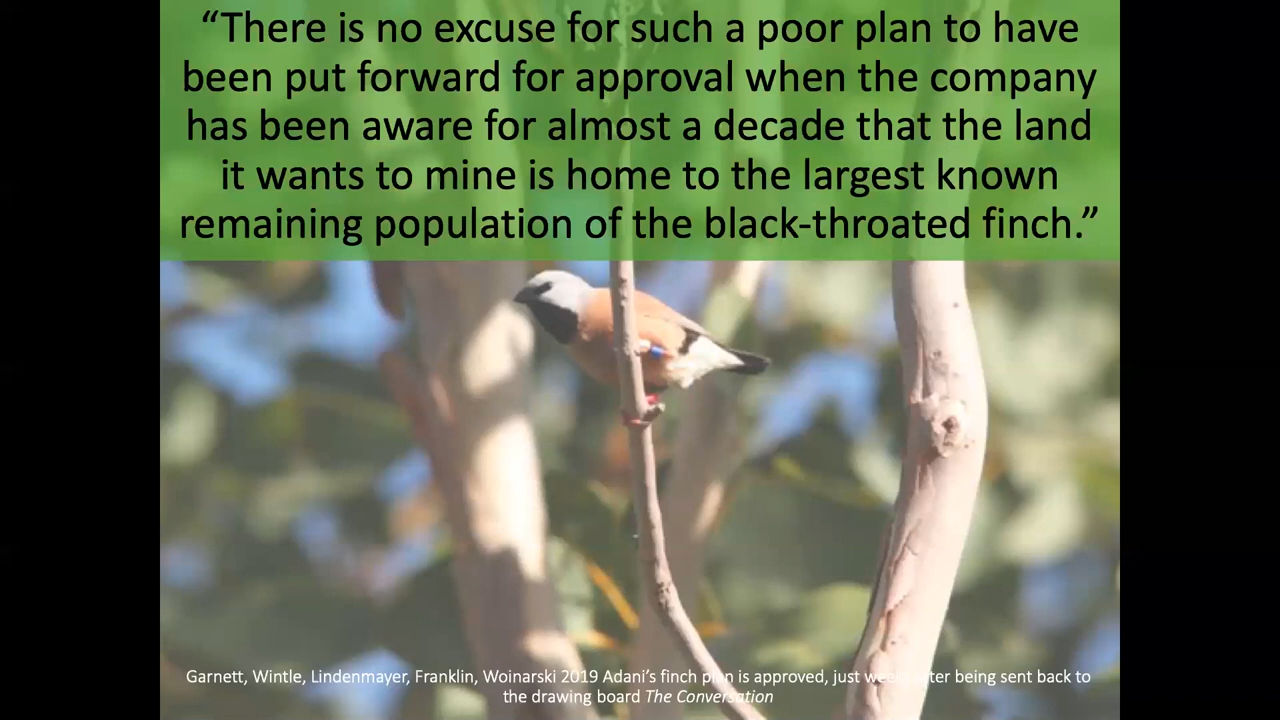 “There is no excuse for such a poor plan to have
been put forward for approval when the company
has been aware for almost a decade that the land
it wants to mine is home to the largest known
remaining population of the black-throated finch.”
Garnett, Wintle, Lindenmayer, Franklin, Woinarski 2019 Adani’s finch plan is approved, just after being sent back to
the drawing board The Conversation